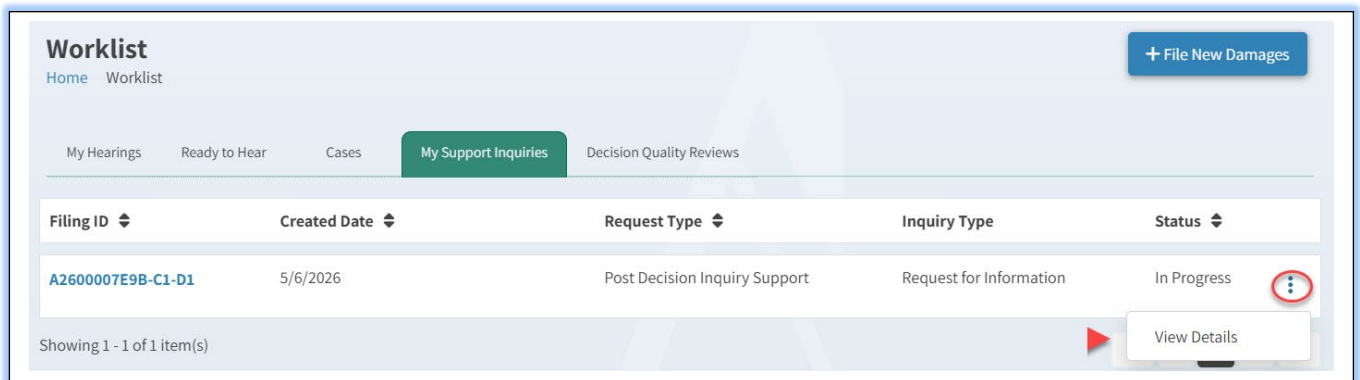 Worklist
+ File New Damages
Home Worklist
My Hearings Ready to Hear Cases My Support Inquiries Decision Quality Reviews
Filing ID Created Date Request Type Inquiry Type Status
A2600007E9B-C1-D1 5/6/2026 Post Decision Inquiry Support Request for Information In Progress
View Details
Showing 1 - 1 of 1 item(s)